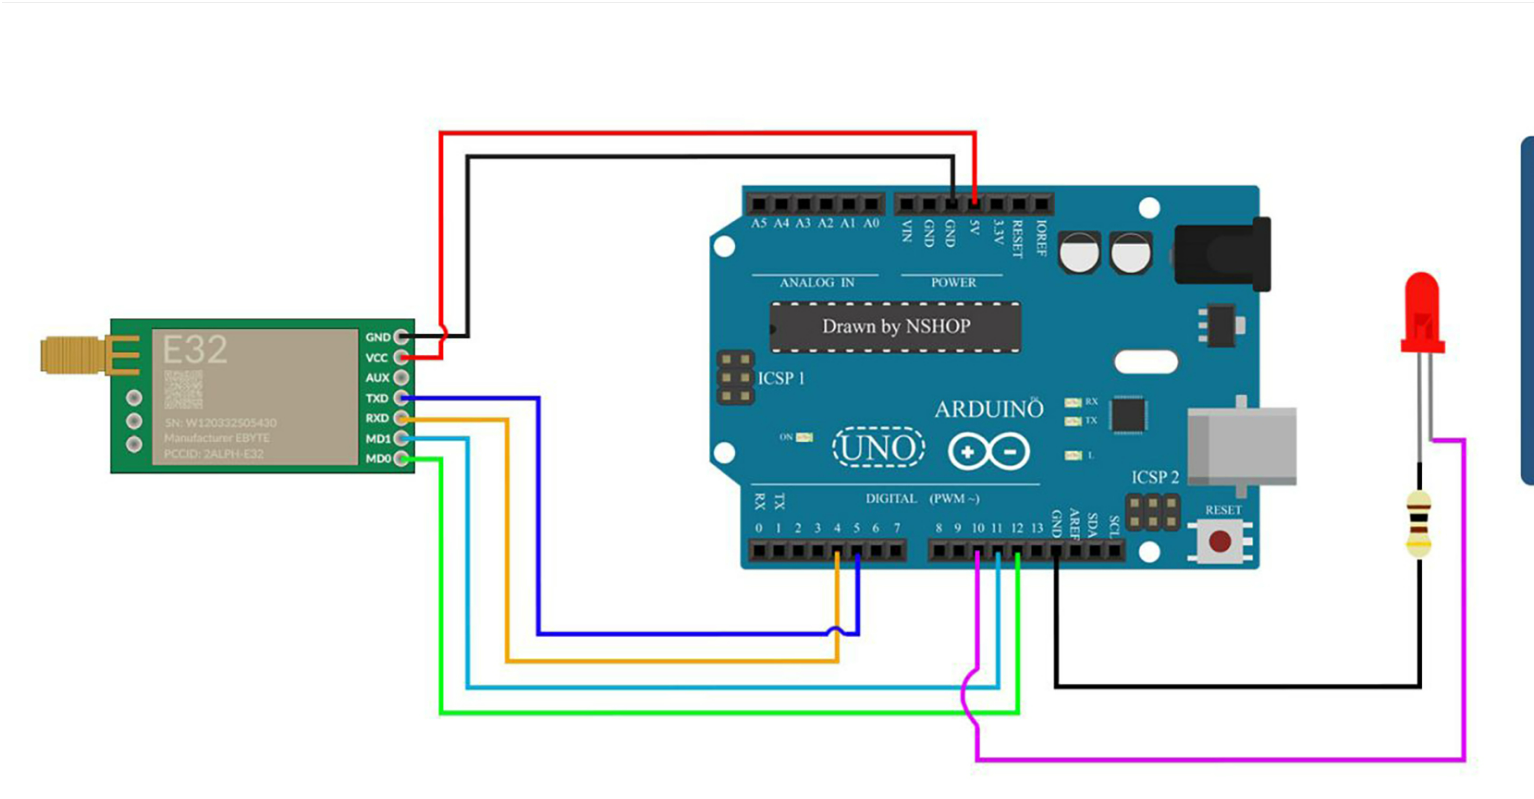 E32
SN: W120332505430
Manufacturer EBYTE
PCCID: 2ALPH-E32
GND
VCC
AUX
TXD
RXD
MD1
MD0
A5 A4 A3 A2 A1 A0
VIN GND GND 5V 3.3V RESET IOREF
ANALOG IN
POWER
Drawn by NSHOP
ICSP 1
ARDUINO
UNO
ON
RX
TX
L
ICSP 2
RESET
DIGITAL (PWM ~)
RX TX
0 1 2 3 4 5 6 7
8 9 10 11 12 13 GND AREF SDA SCL